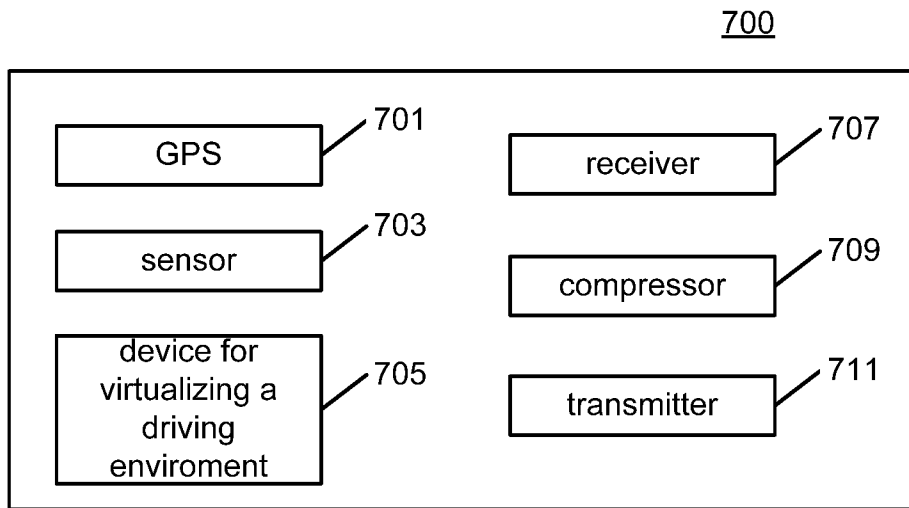 700
GPS
701
sensor
703
device for
virtualizing a
driving
enviroment
705
receiver
707
compressor
709
transmitter
711